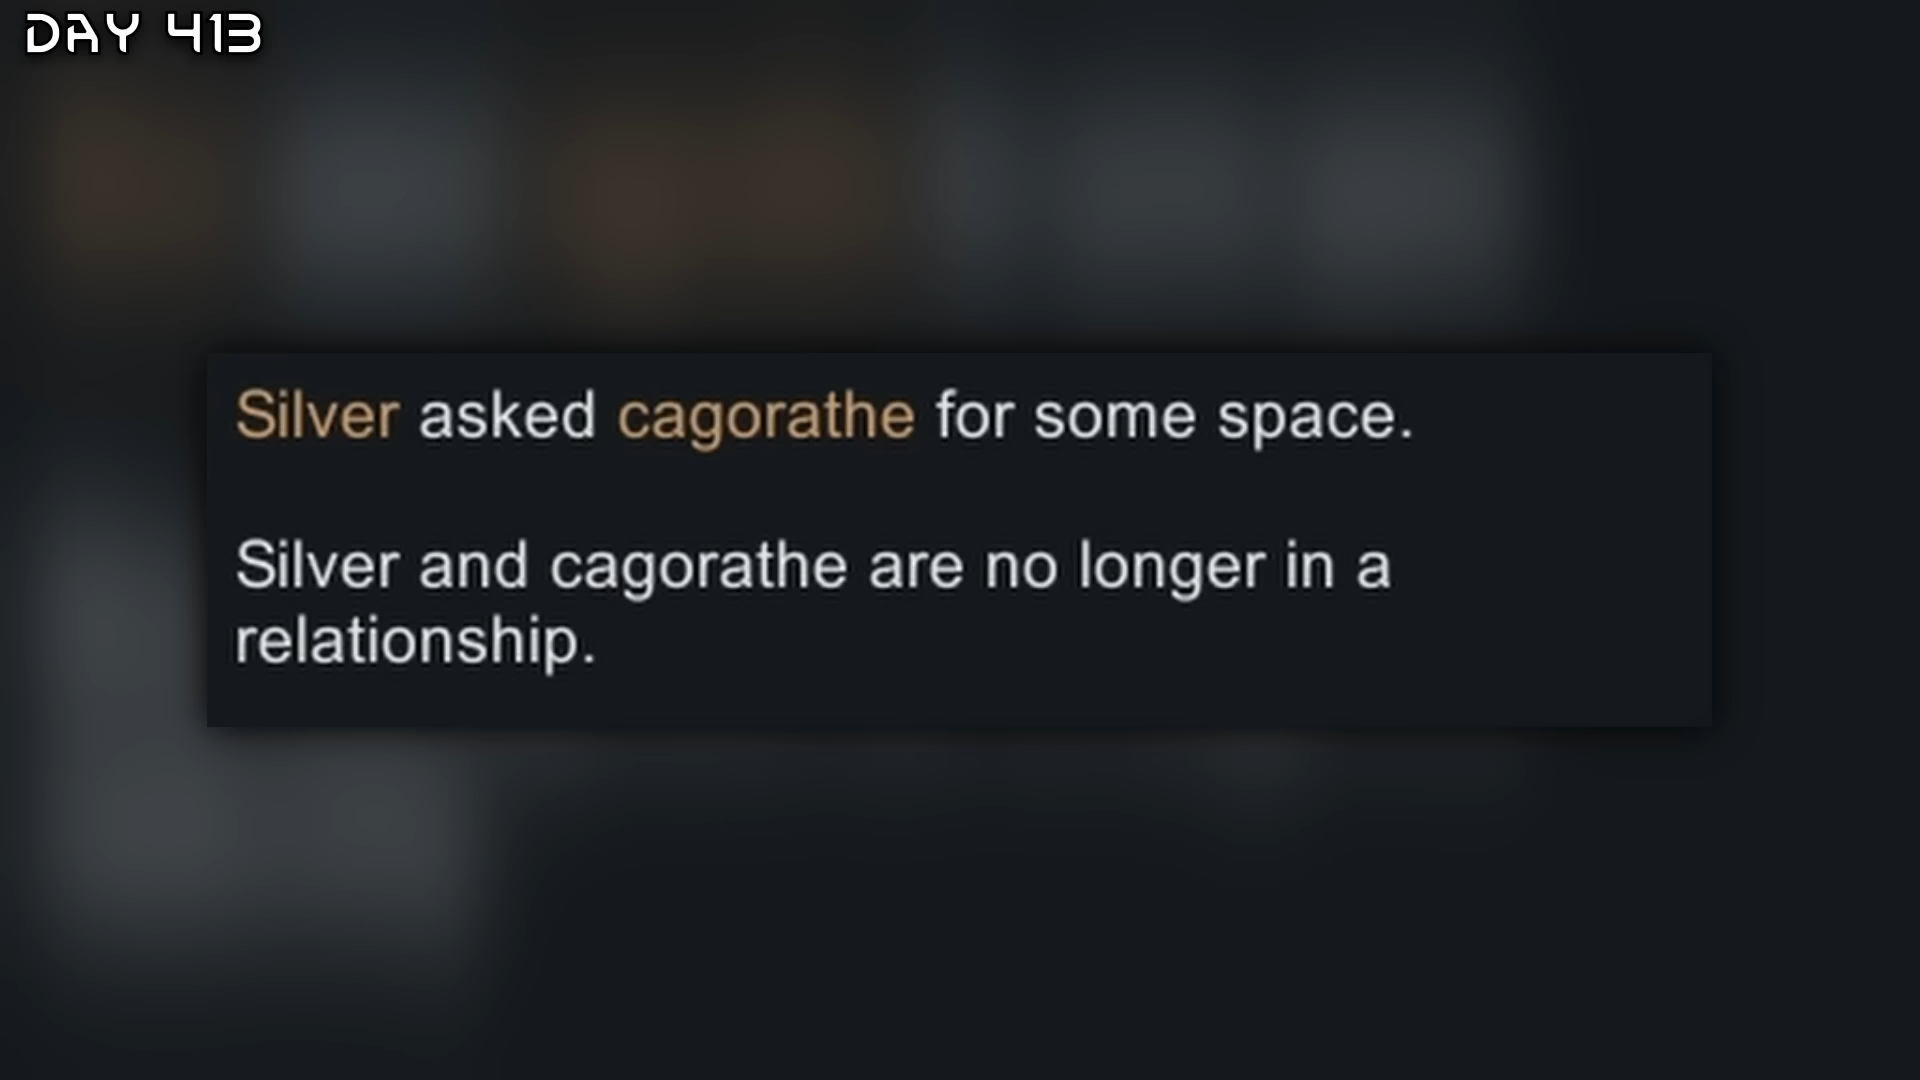 DAY 413
Silver asked cagorathe for some space.
Silver and cagorathe are no longer in a
relationship.